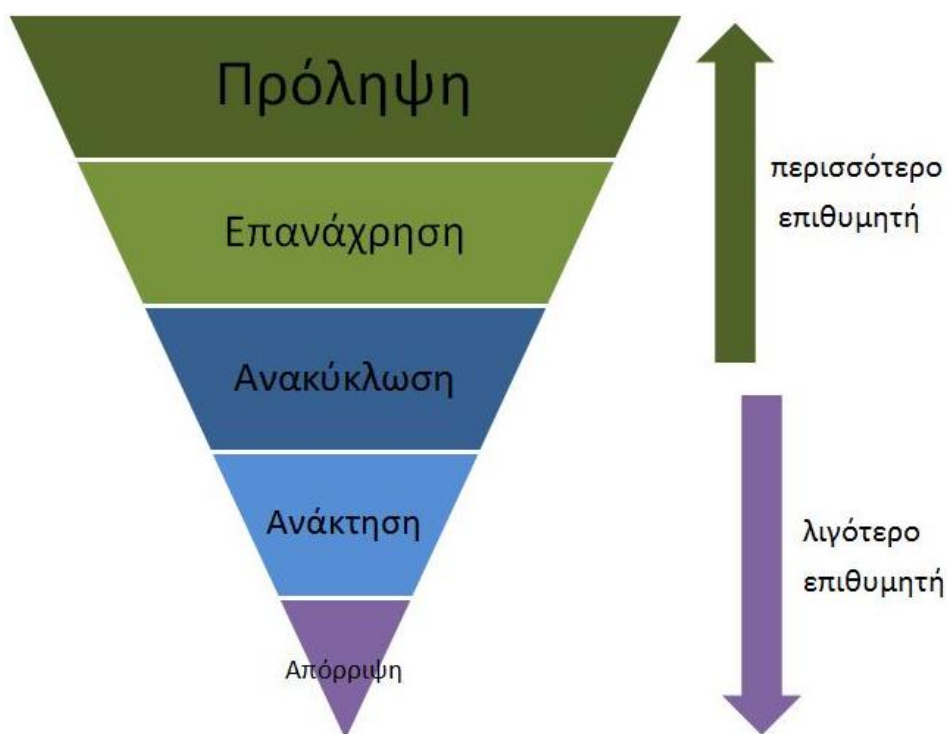 Πρόληψη
Επανάχρηση
Ανακύκλωση
Ανάκτηση
Απόρριψη
περισσότερο
επιθυμητή
λιγότερο
επιθυμητή